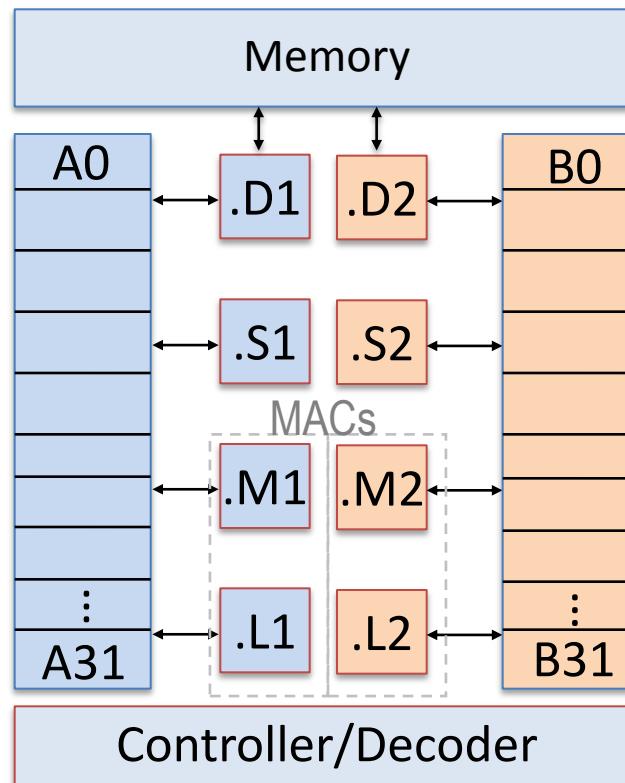 Memory
A0
.D1
.D2
B0
.S1
.S2
MACs
.M1
.M2
⋮
⋮
.L1
.L2
A31
B31
Controller/Decoder